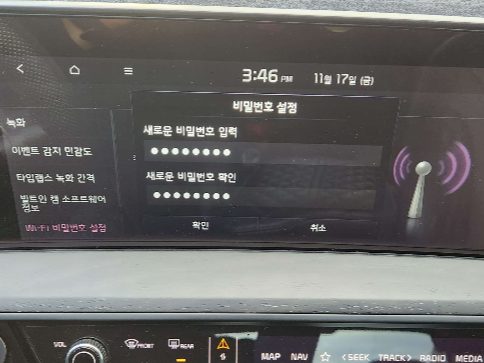 3:46 PM 11월 17일 (금)
비밀번호 설정
녹화
새로운 비밀번호 입력
이벤트 감지 민감도
●●●●●●●●
타임랩스 녹화 간격
새로운 비밀번호 확인
빌트인 캠 소프트웨어
정보
●●●●●●●●
Wi-Fi 비밀번호 설정
확인 취소
VOL FRONT REAR
MAP NAV ☆ <SEEK TRACK> RADIO MEDIA